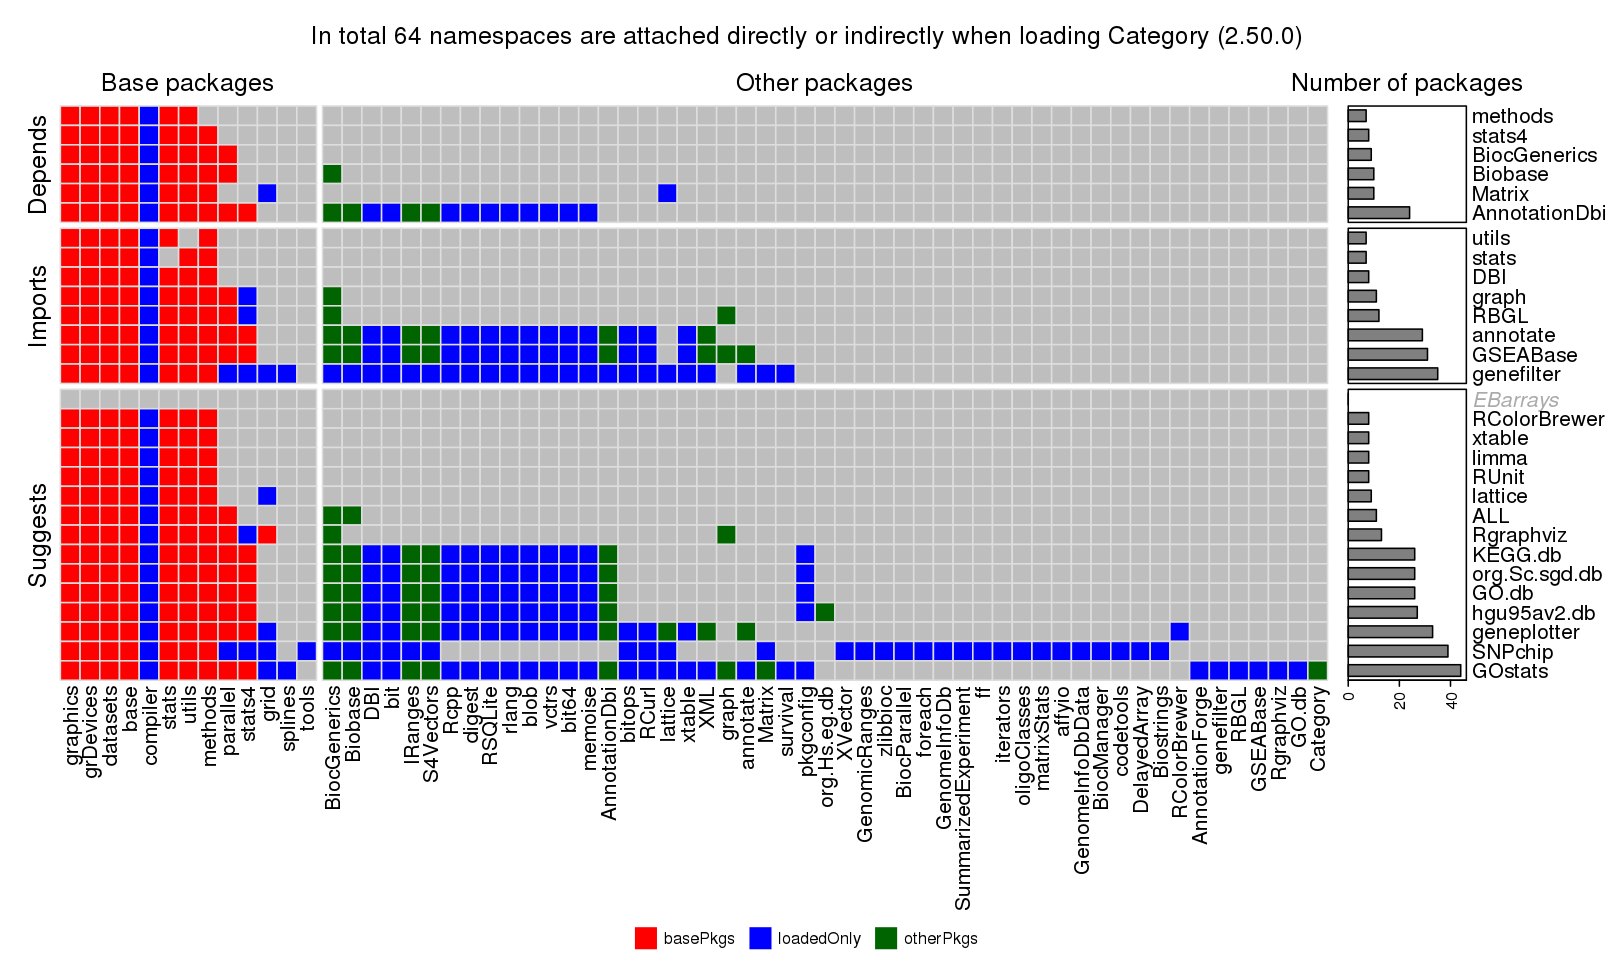 In total 64 namespaces are attached directly or indirectly when loading Category (2.50.0)
Base packages
Other packages
Number of packages
Depends
methods
stats4
BiocGenerics
Biobase
Matrix
AnnotationDbi
Imports
utils
stats
DBI
graph
RBGL
annotate
GSEABase
genefilter
Suggests
EBarrays
RColorBrewer
xtable
limma
RUnit
lattice
ALL
Rgraphviz
KEGG.db
org.Sc.sgd.db
GO.db
hgu95av2.db
geneplotter
SNPchip
GOstats
0
20
40
graphics
grDevices
datasets
base
compiler
stats
utils
methods
parallel
stats4
grid
splines
tools
BiocGenerics
Biobase
DBI
bit
IRanges
S4Vectors
Rcpp
digest
RSQLite
rlang
blob
vctrs
bit64
memoise
AnnotationDbi
bitops
RCurl
lattice
xtable
XML
graph
annotate
Matrix
survival
pkgconfig
org.Hs.eg.db
XVector
GenomicRanges
zlibbioc
BiocParallel
foreach
GenomeInfoDb
SummarizedExperiment
ff
iterators
oligoClasses
matrixStats
affyio
GenomeInfoDbData
BiocManager
codetools
DelayedArray
Biostrings
RColorBrewer
AnnotationForge
genefilter
RBGL
GSEABase
Rgraphviz
GO.db
Category
basePkgs
loadedOnly
otherPkgs